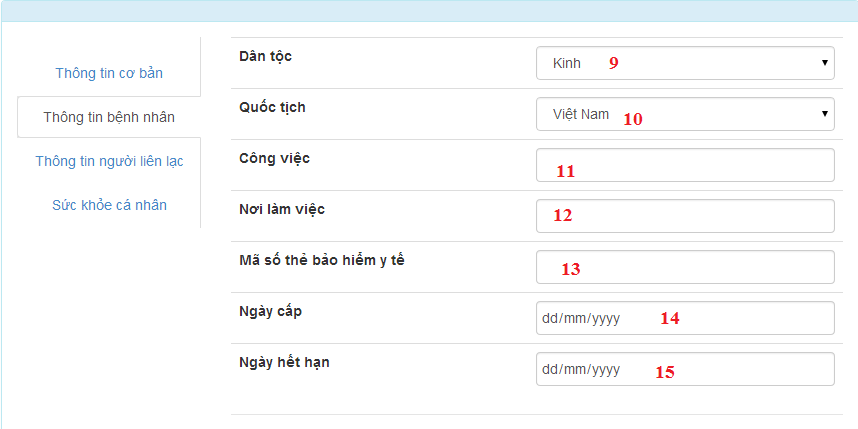 Thông tin cơ bản
Thông tin bệnh nhân
Thông tin người liên lạc
Sức khỏe cá nhân
Dân tộc
Kinh 9
Quốc tịch
Việt Nam 10
Công việc
11
Nơi làm việc
12
Mã số thẻ bảo hiểm y tế
13
Ngày cấp
dd/mm/yyyy 14
Ngày hết hạn
dd/mm/yyyy 15